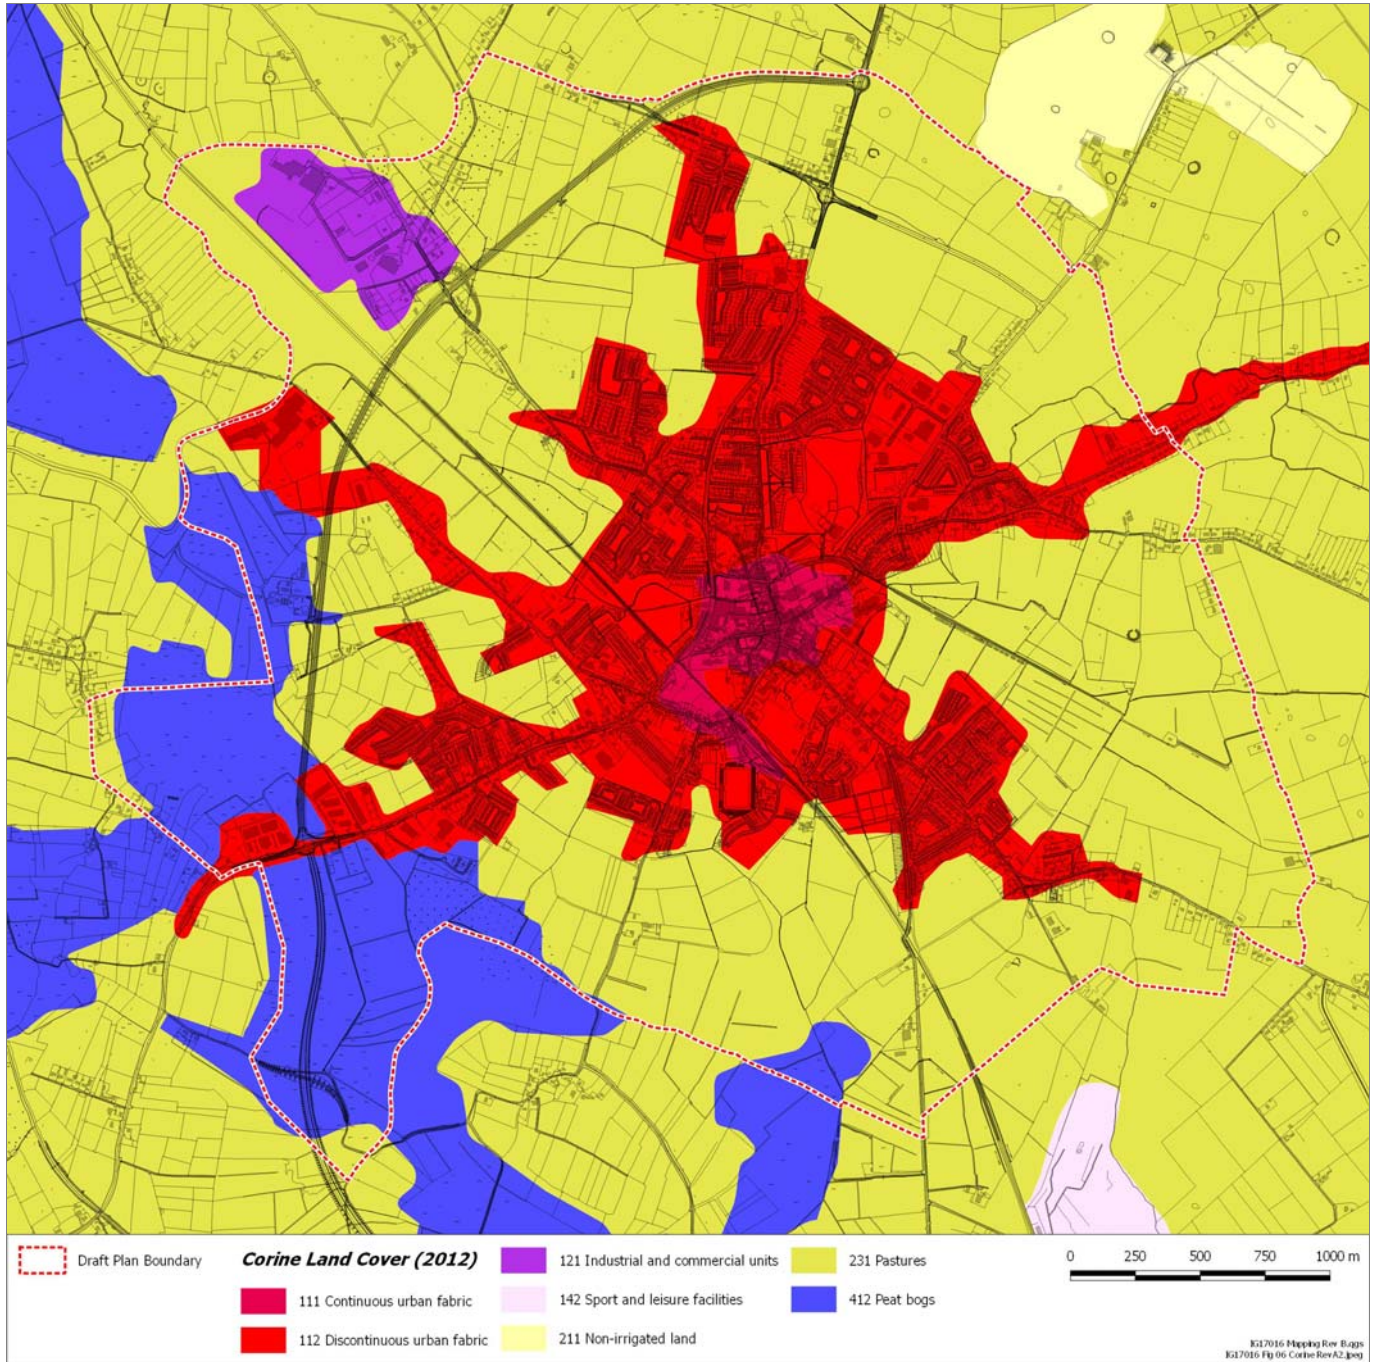 Draft Plan Boundary
Corine Land Cover (2012)
111 Continuous urban fabric
112 Discontinuous urban fabric
121 Industrial and commercial units
142 Sport and leisure facilities
211 Non-irrigated land
231 Pastures
412 Peat bogs
0 250 500 750 1000 m
IG17016 Mapping Rev B.qgs
IG17016 Fig 06 Corine RevA2.jpeg